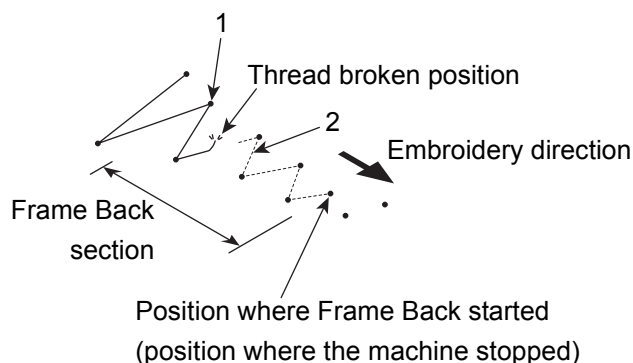 1
Thread broken position
2
Embroidery direction
Frame Back
section
Position where Frame Back started
(position where the machine stopped)